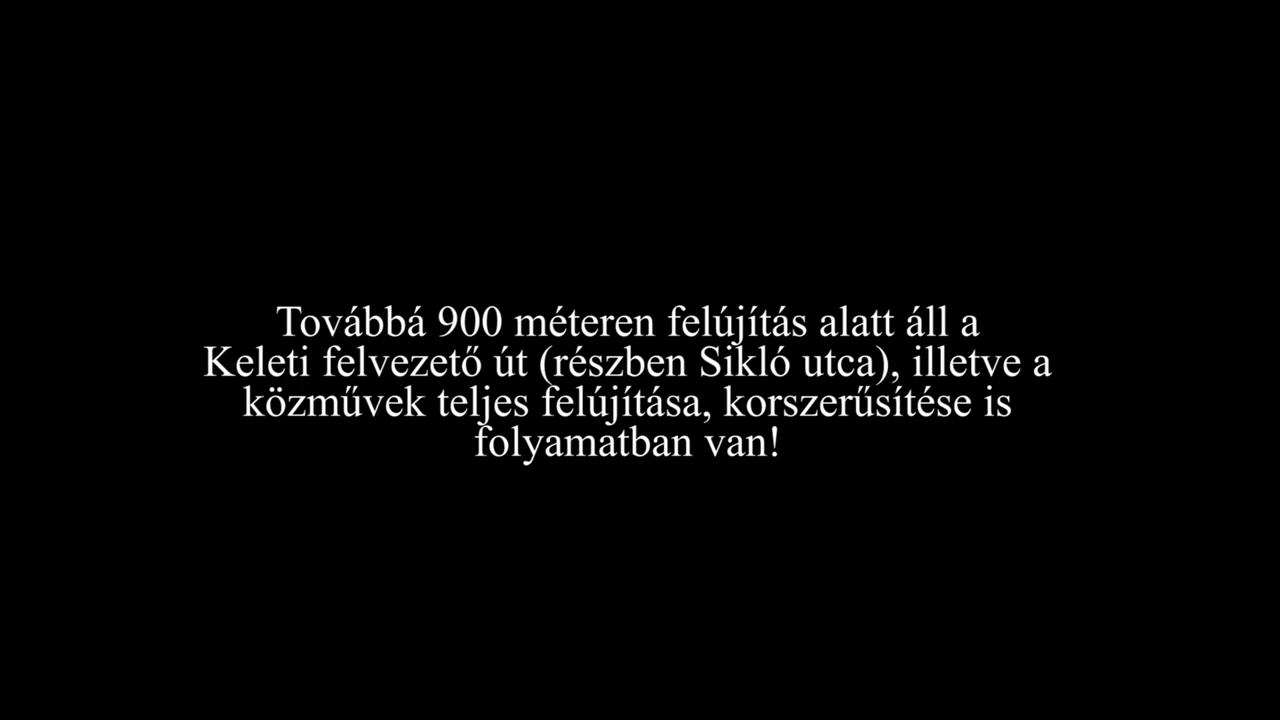 Továbbá 900 méteren felújítás alatt áll a
Keleti felvezető út (részben Sikló utca), illetve a
közművek teljes felújítása, korszerűsítése is
folyamatban van!